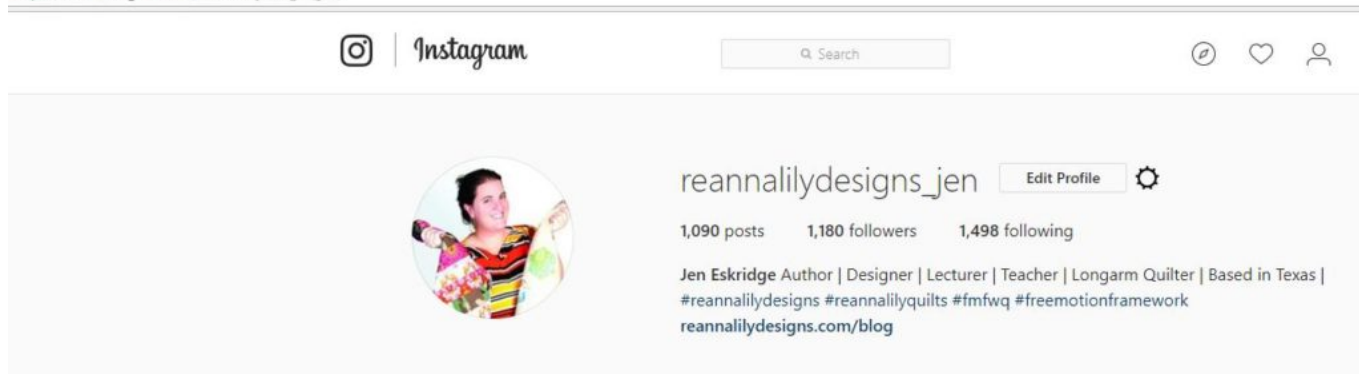 Instagram
Search
reannalilydesigns_jen Edit Profile
1,090 posts 1,180 followers 1,498 following
Jen Eskridge Author | Designer | Lecturer | Teacher | Longarm Quilter | Based in Texas |
#reannalilydesigns #reannalilyquilts #fmfwq #freemotionframework
reannalilydesigns.com/blog